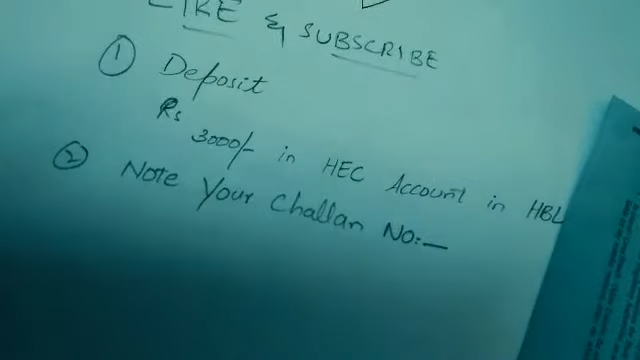 LIKE & SUBSCRIBE
① Deposit
Rs 3000/- in HEC Account in HBL
② Note Your Challan No:-